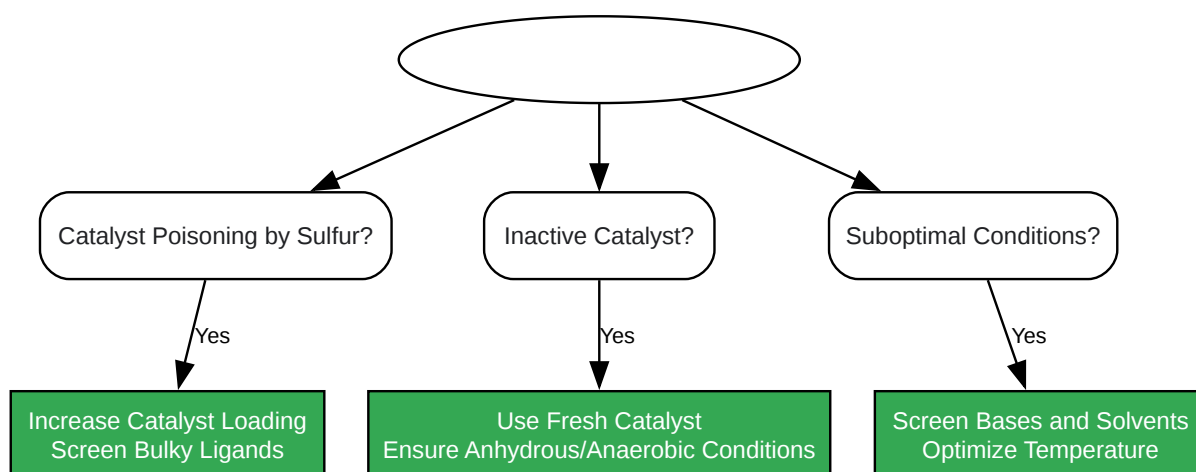 Catalyst Poisoning by Sulfur?
Inactive Catalyst?
Suboptimal Conditions?
Yes
Yes
Yes
Increase Catalyst Loading
Screen Bulky Ligands
Use Fresh Catalyst
Ensure Anhydrous/Anaerobic Conditions
Screen Bases and Solvents
Optimize Temperature